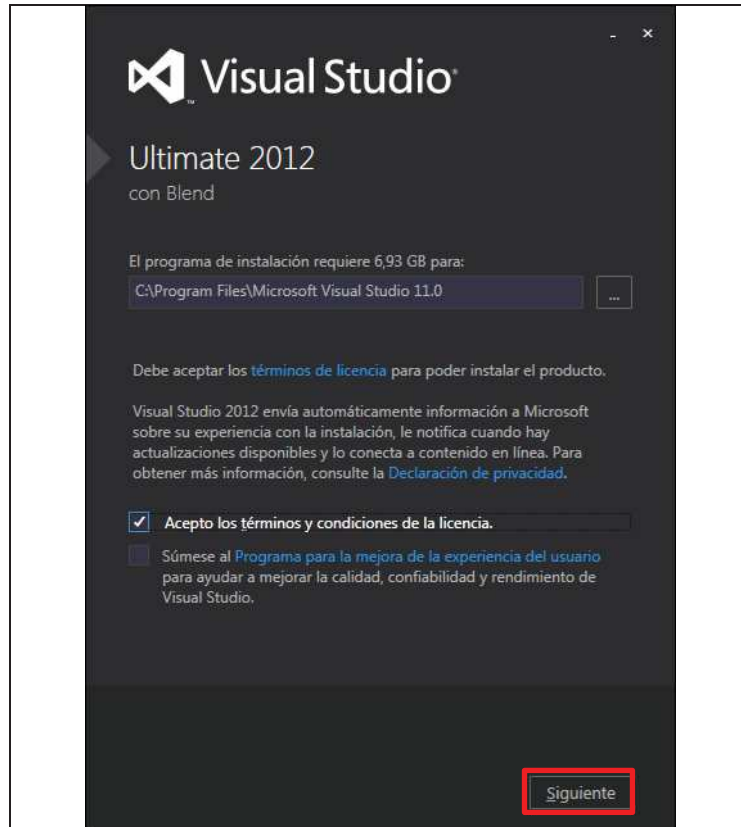 Visual Studio
Ultimate 2012
con Blend
El programa de instalación requiere 6,93 GB para:
C:\Program Files\Microsoft Visual Studio 11.0
...
Debe aceptar los términos de licencia para poder instalar el producto.
Visual Studio 2012 envía automáticamente información a Microsoft
sobre su experiencia con la instalación, le notifica cuando hay
actualizaciones disponibles y lo conecta a contenido en línea. Para
obtener más información, consulte la Declaración de privacidad.
Acepto los términos y condiciones de la licencia.
Súmese al Programa para la mejora de la experiencia del usuario
para ayudar a mejorar la calidad, confiabilidad y rendimiento de
Visual Studio.
Siguiente